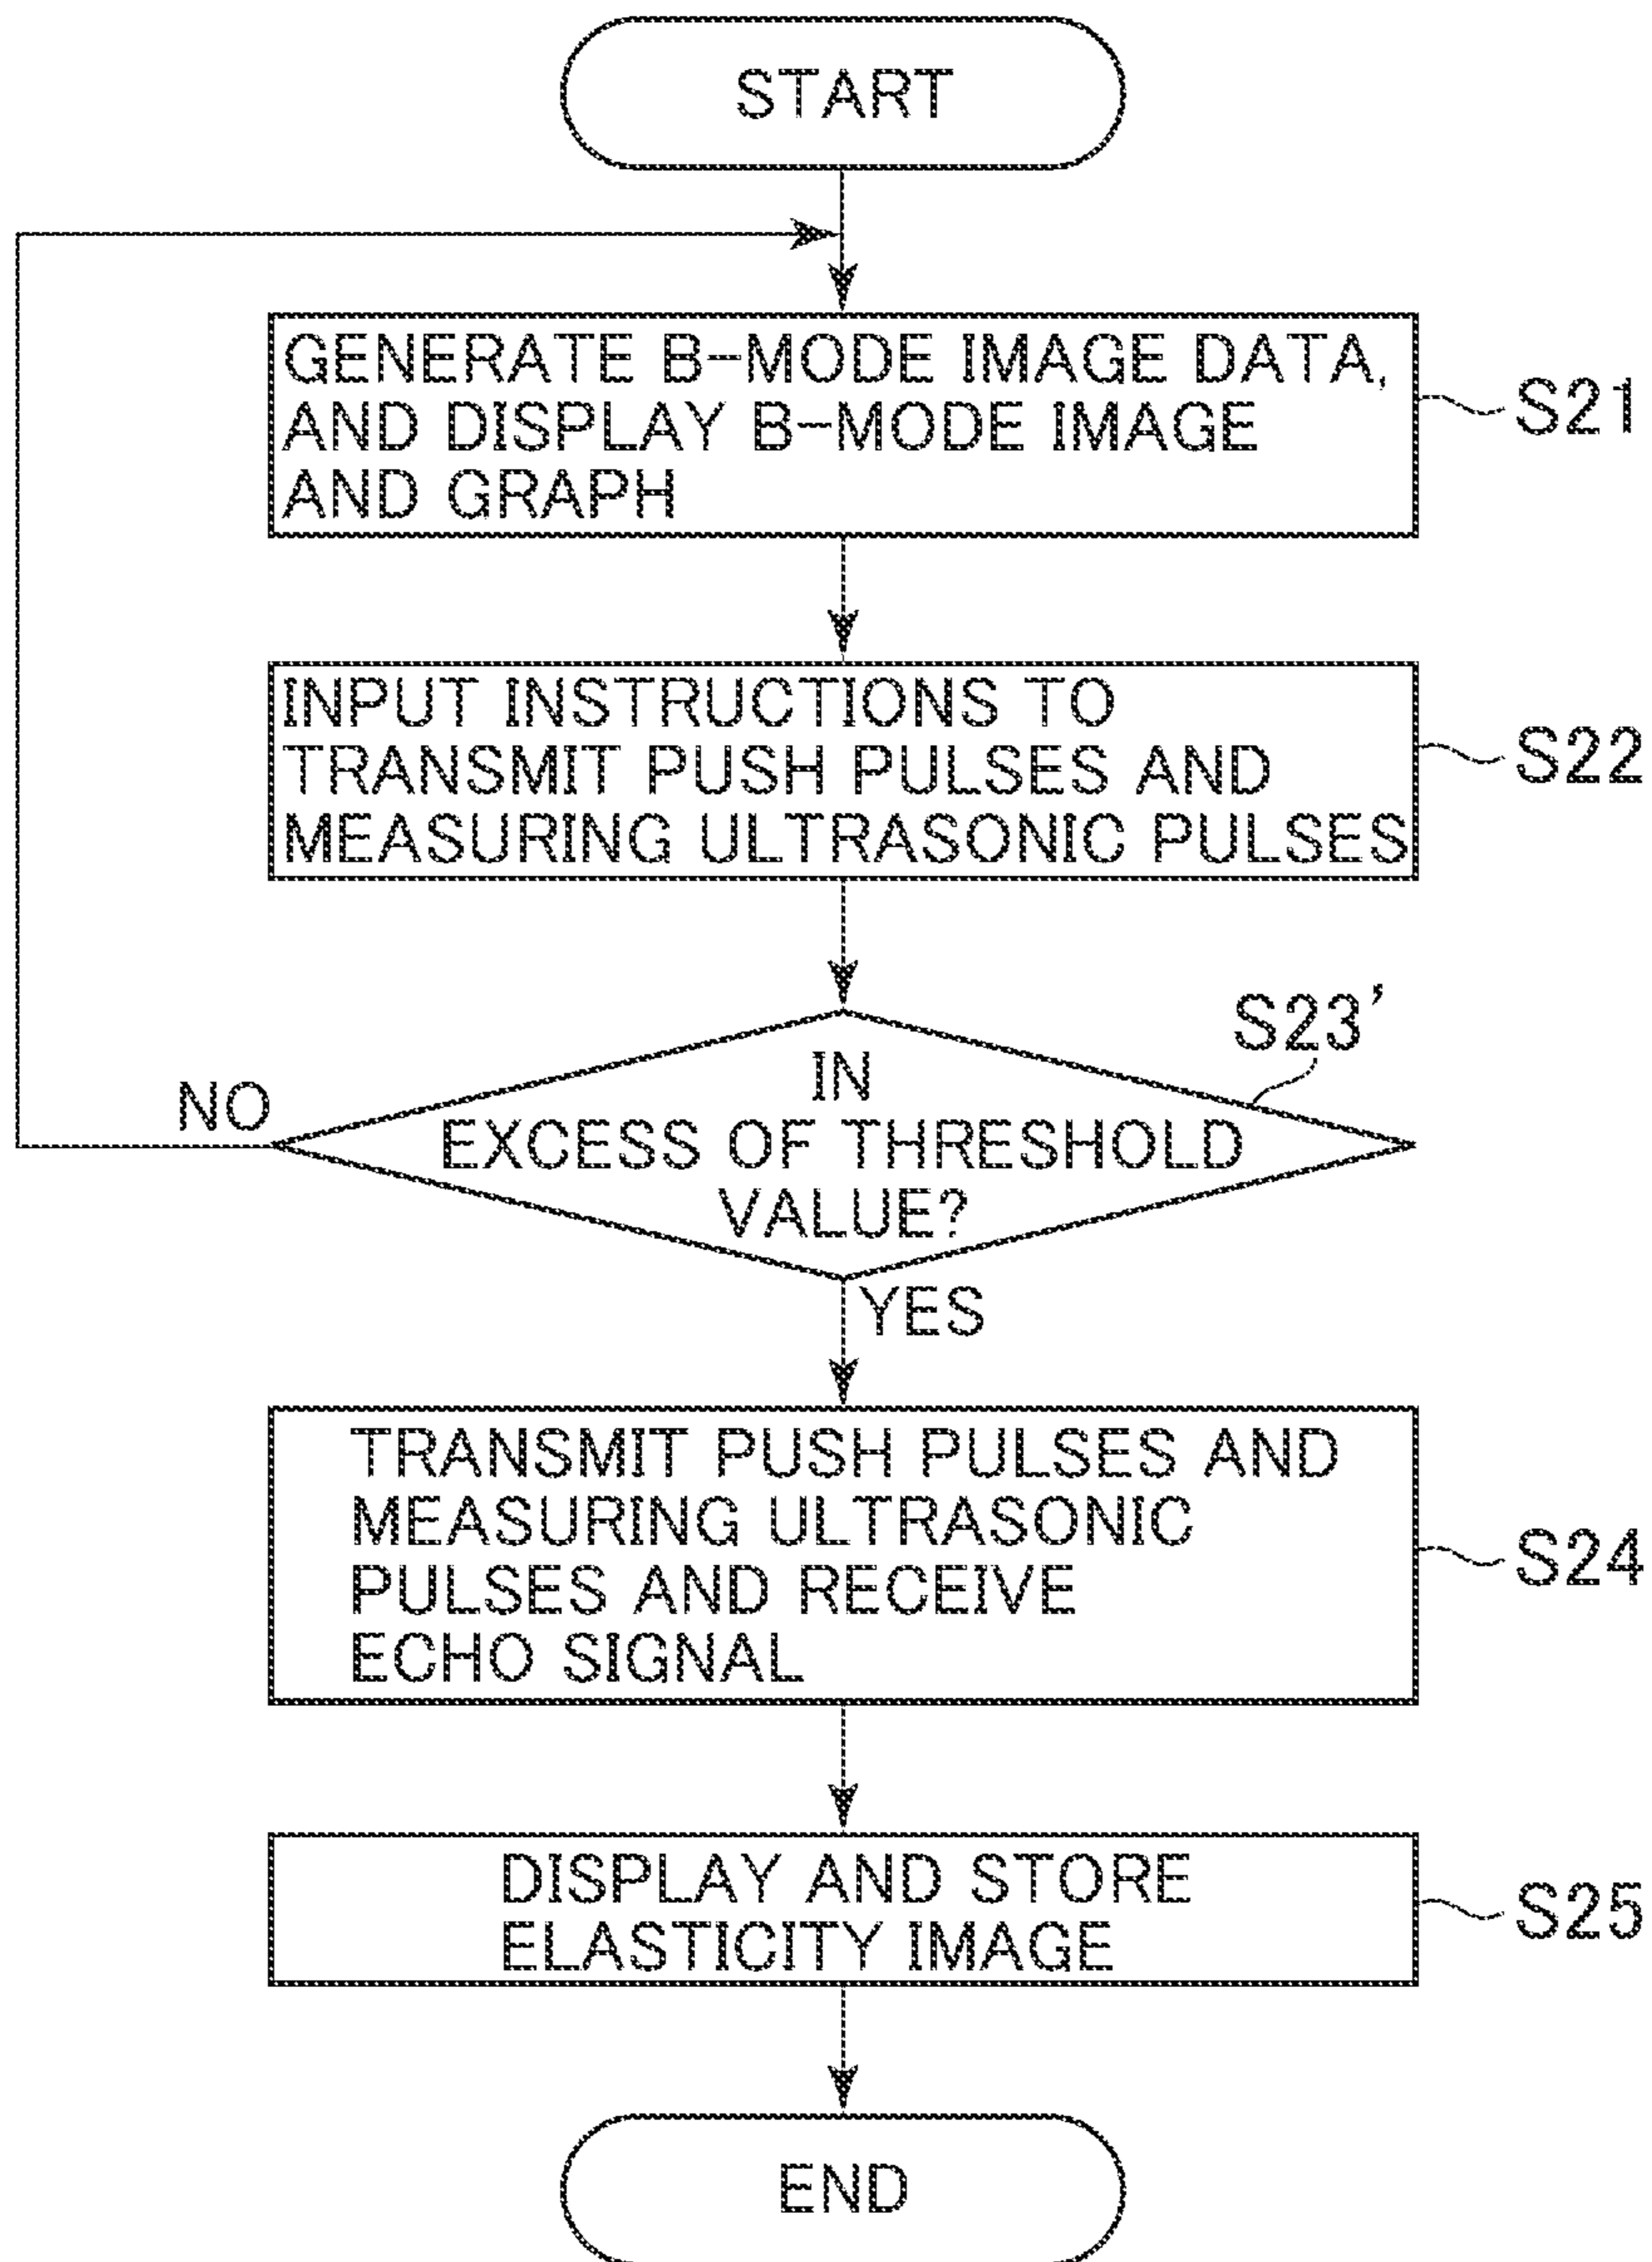 START
GENERATE B-MODE IMAGE DATA,
AND DISPLAY B-MODE IMAGE
AND GRAPH
S21
INPUT INSTRUCTIONS TO
TRANSMIT PUSH PULSES AND
MEASURING ULTRASONIC PULSES
S22
S23'
NO
IN
EXCESS OF THRESHOLD
VALUE?
YES
TRANSMIT PUSH PULSES AND
MEASURING ULTRASONIC
PULSES AND RECEIVE
ECHO SIGNAL
S24
DISPLAY AND STORE
ELASTICITY IMAGE
S25
END